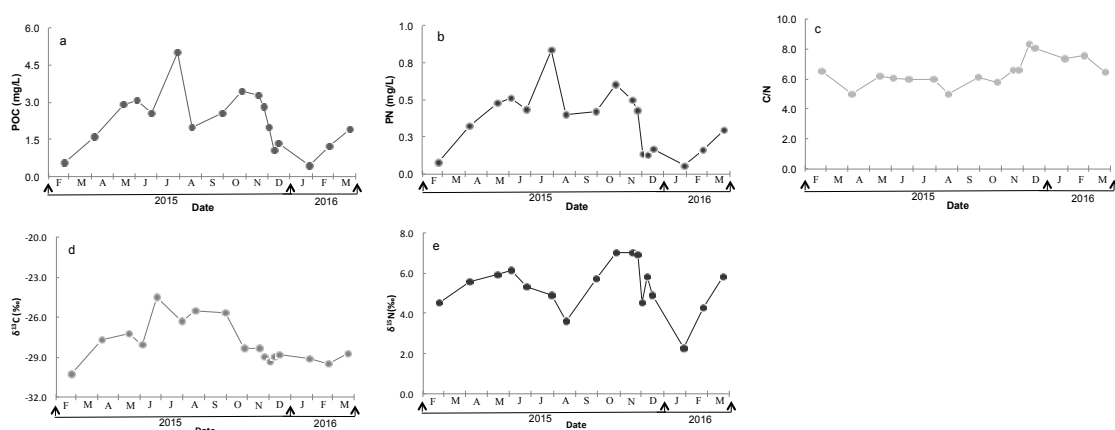 a
6.0
4.5
3.0
1.5
0.0
POC (mg/L)
F M A M J J A S O N D J F M
2015 2016
Date
b
1.0
0.8
0.5
0.3
0.0
PN (mg/L)
F M A M J J A S O N D J F M
2015 2016
Date
c
10.0
8.0
6.0
4.0
2.0
0.0
C/N
F M A M J J A S O N D J F M
2015 2016
Date
d
-20.0
-23.0
-26.0
-29.0
-32.0
δ¹³C(‰)
F M A M J J A S O N D J F M
2015 2016
Date
e
8.0
6.0
4.0
2.0
0.0
δ¹⁵N(‰)
F M A M J J A S O N D J F M
2015 2016
Date